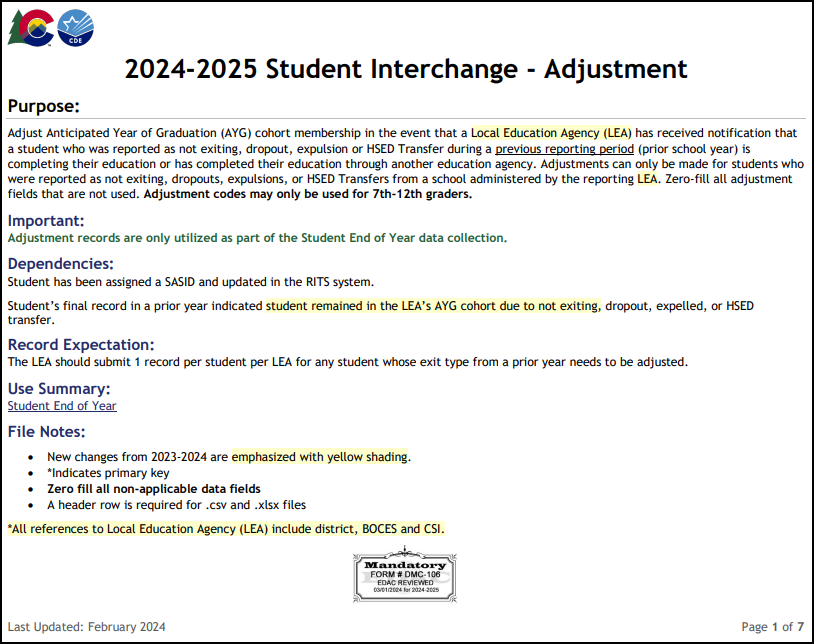 CDE
2024-2025 Student Interchange - Adjustment
Purpose:
Adjust Anticipated Year of Graduation (AYG) cohort membership in the event that a Local Education Agency (LEA) has received notification that
a student who was reported as not exiting, dropout, expulsion or HSED Transfer during a previous reporting period (prior school year) is
completing their education or has completed their education through another education agency. Adjustments can only be made for students who
were reported as not exiting, dropouts, expulsions, or HSED Transfers from a school administered by the reporting LEA. Zero-fill all adjustment
fields that are not used. Adjustment codes may only be used for 7th-12th graders.
Important:
Adjustment records are only utilized as part of the Student End of Year data collection.
Dependencies:
Student has been assigned a SASID and updated in the RITS system.
Student's final record in a prior year indicated student remained in the LEA's AYG cohort due to not exiting, dropout, expelled, or HSED
transfer.
Record Expectation:
The LEA should submit 1 record per student per LEA for any student whose exit type from a prior year needs to be adjusted.
Use Summary:
Student End of Year
File Notes:
• New changes from 2023-2024 are emphasized with yellow shading.
• *Indicates primary key
• Zero fill all non-applicable data fields
• A header row is required for .csv and .xlsx files
*All references to Local Education Agency (LEA) include district, BOCES and CSI.
Mandatory
FORM # DMC-106
EDAC REVIEWED
03/01/2024 for 2024-2025
Last Updated: February 2024
Page 1 of 7